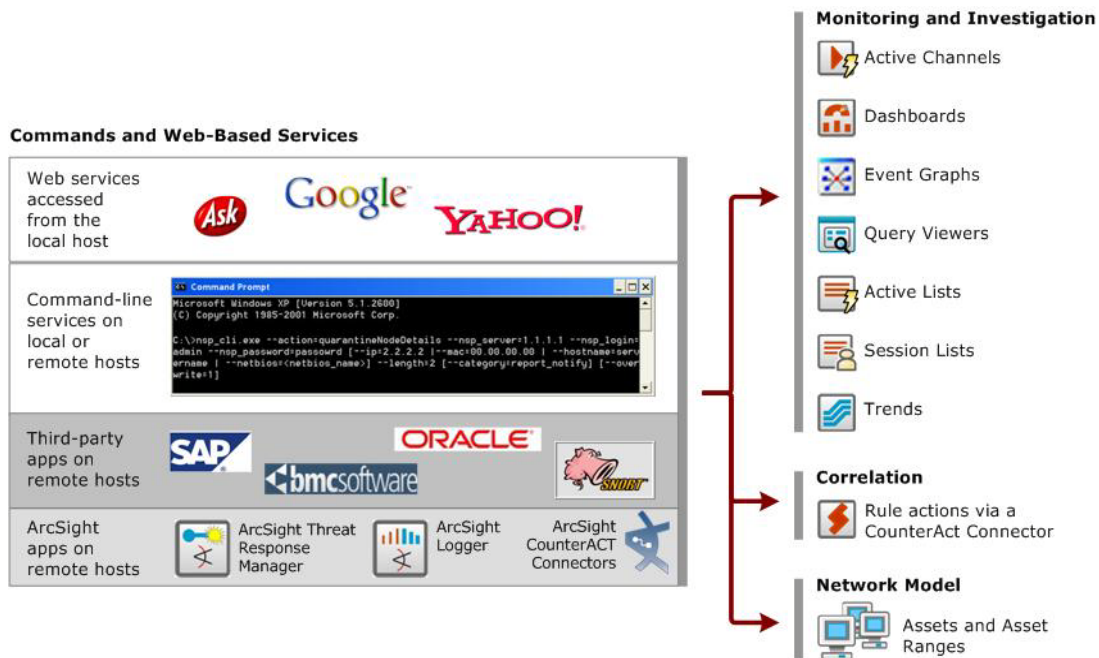 Commands and Web-Based Services
Web services
accessed
from the
local host
Ask
Google
YAHOO!
Command-line
services on
local or
remote hosts
Command Prompt
Microsoft Windows XP [Version 5.1.2600]
(C) Copyright 1985-2001 Microsoft Corp.
C:\>nsp_cli.exe --action=quarantineNodeDetails --nsp_server=1.1.1.1 --nsp_login=
admin --nsp_password=passowrd [--ip=2.2.2.2 |--mac=00.00.00.00 | --hostname=serv
ername | --netbios=<netbios_name>] --length=2 [--category=report_notify] [--over
write=1]
Third-party
apps on
remote hosts
SAP
bmcsoftware
ORACLE
SNORT
ArcSight
apps on
remote hosts
ArcSight Threat
Response
Manager
ArcSight
Logger
ArcSight
CounterACT
Connectors
Monitoring and Investigation
Active Channels
Dashboards
Event Graphs
Query Viewers
Active Lists
Session Lists
Trends
Correlation
Rule actions via a
CounterAct Connector
Network Model
Assets and Asset
Ranges